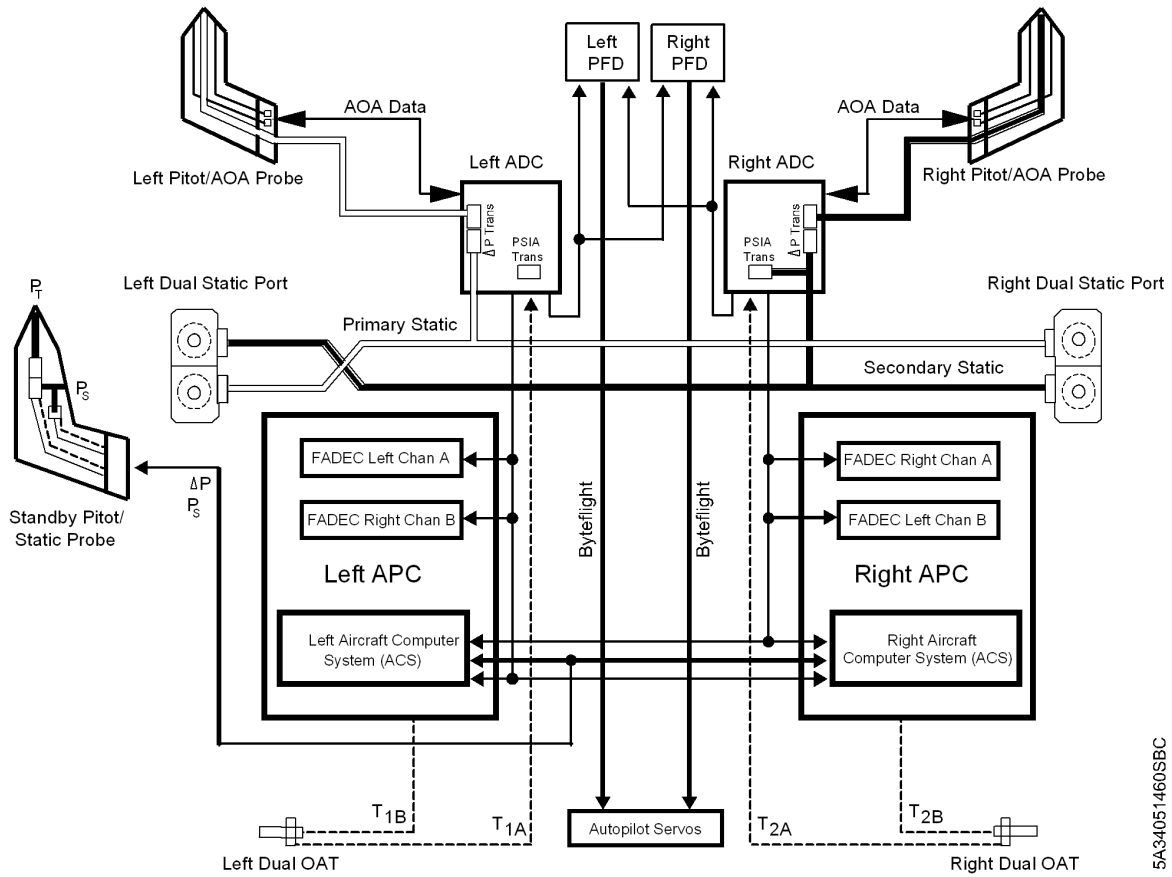 Left
PFD
Right
PFD
AOA Data
AOA Data
Left ADC
Right ADC
Left Pitot/AOA Probe
Right Pitot/AOA Probe
Δ P Trans
PSIA
Trans
PSIA
Trans
Δ P Trans
PT
Left Dual Static Port
Right Dual Static Port
Primary Static
Secondary Static
PS
FADEC Left Chan A
FADEC Right Chan A
ΔP
PS
Standby Pitot/
Static Probe
FADEC Right Chan B
FADEC Left Chan B
Byteflight
Byteflight
Left APC
Right APC
Left Aircraft Computer
System (ACS)
Right Aircraft
Computer System (ACS)
T1B
T1A
T2A
T2B
Autopilot Servos
Left Dual OAT
Right Dual OAT
5A34051460SBC